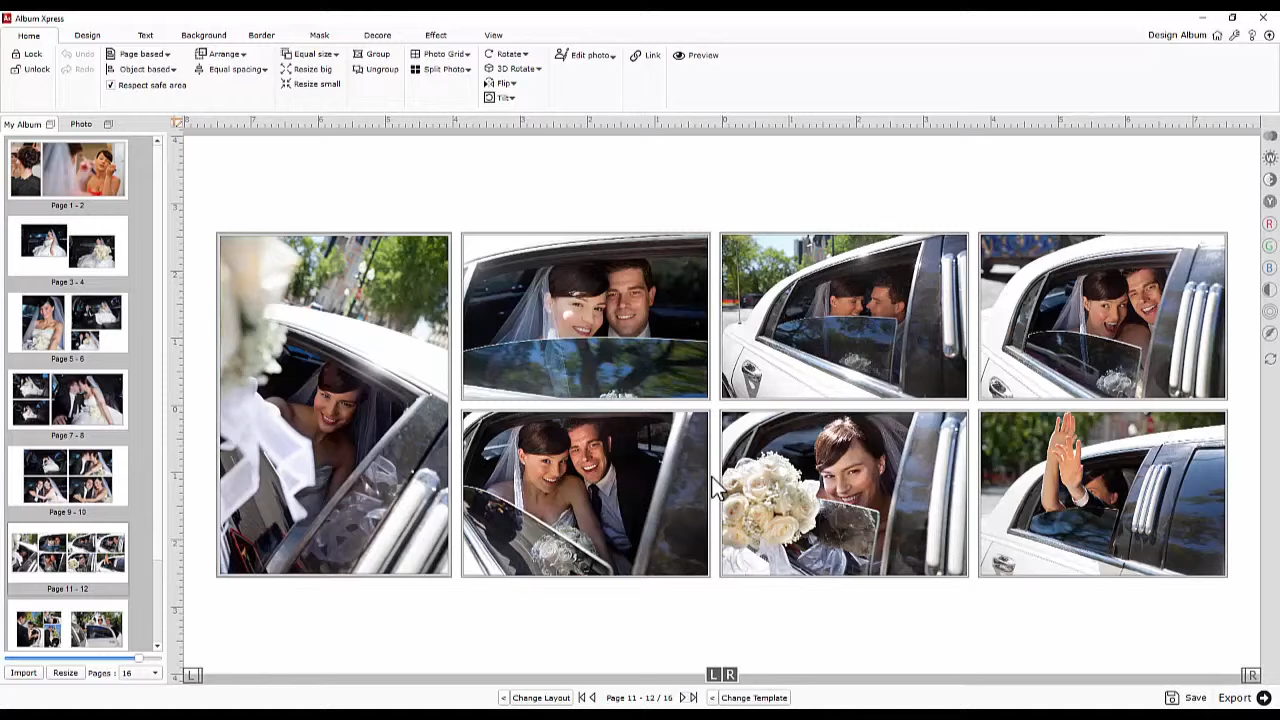 Album Xpress
Home Design Text Background Border Mask Decore Effect View
Design Album
Lock Undo Page based Arrange Equal size Group Photo Grid Rotate Edit photo Link Preview
Unlock Redo Object based Equal spacing Resize big Ungroup Split Photo 3D Rotate
Respect safe area Resize small Flip
Tilt
My Album Photo
Page 1 - 2
Page 3 - 4
Page 5 - 6
Page 7 - 8
Page 9 - 10
Page 11 - 12
Import Resize Pages : 16
L L R R
< Change Layout Page 11 - 12 / 16 < Change Template Save Export